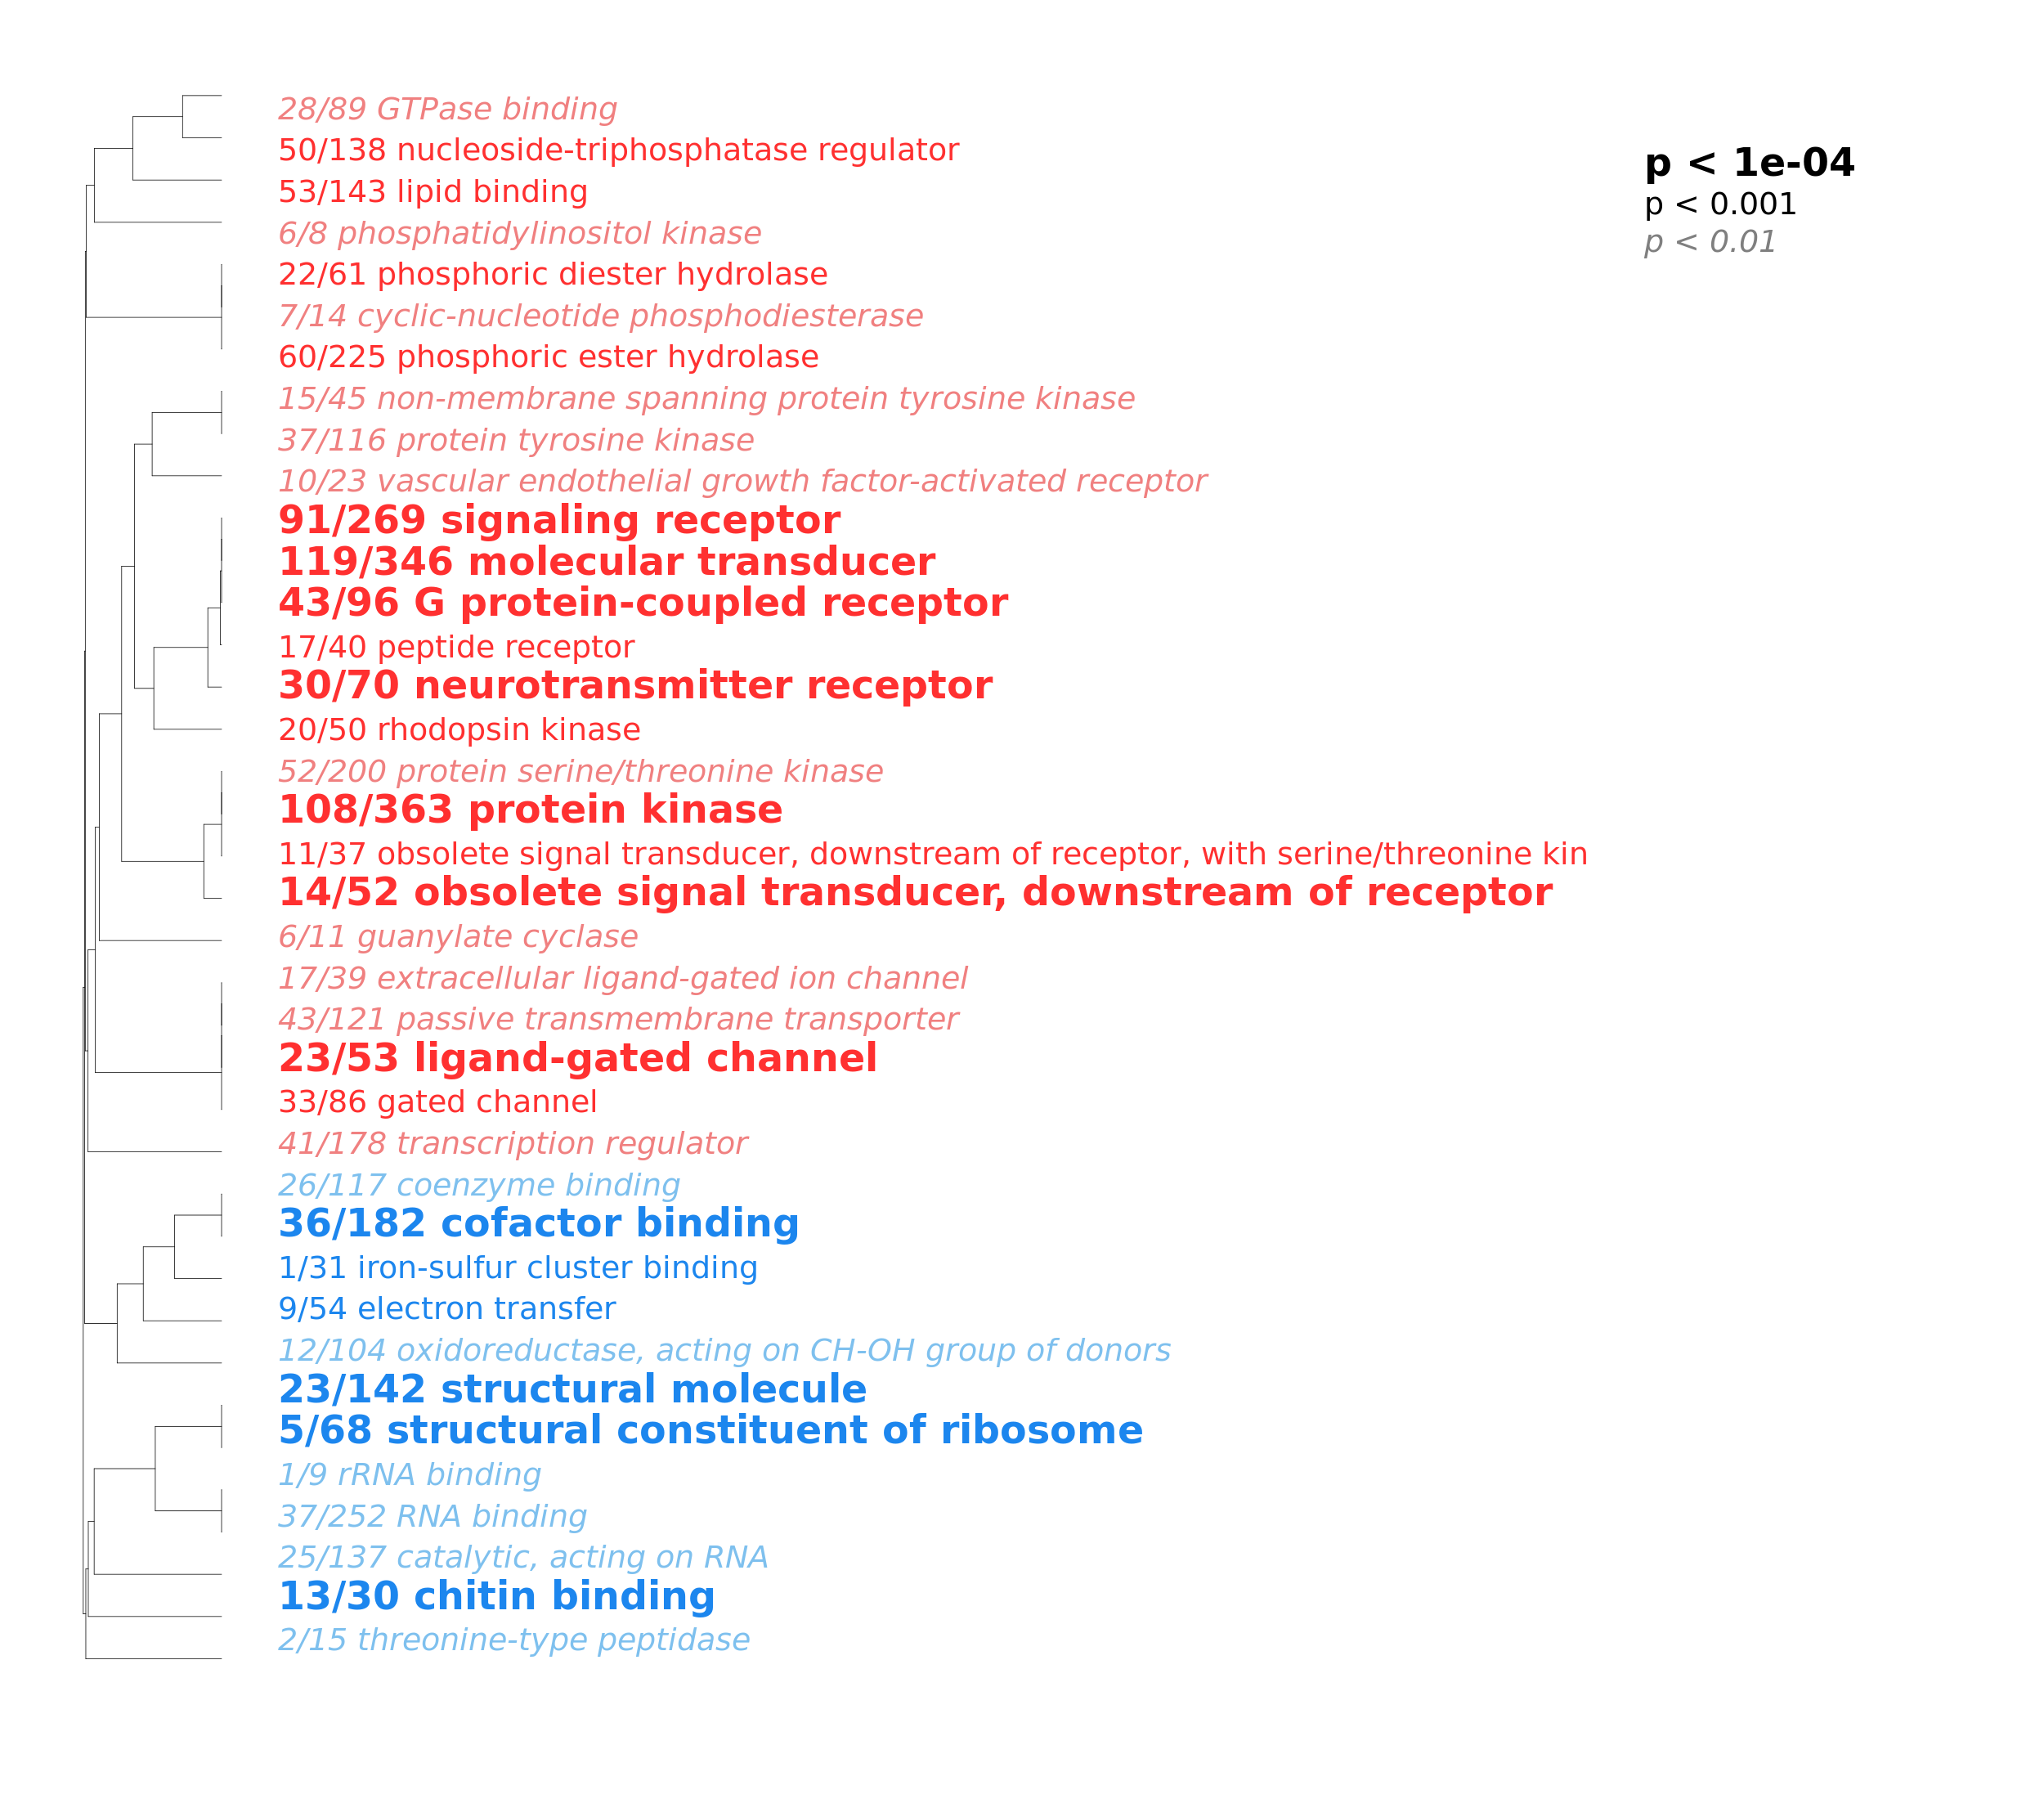 28/89 GTPase binding
50/138 nucleoside-triphosphatase regulator
53/143 lipid binding
6/8 phosphatidylinositol kinase
22/61 phosphoric diester hydrolase
7/14 cyclic-nucleotide phosphodiesterase
60/225 phosphoric ester hydrolase
15/45 non-membrane spanning protein tyrosine kinase
37/116 protein tyrosine kinase
10/23 vascular endothelial growth factor-activated receptor
91/269 signaling receptor
119/346 molecular transducer
43/96 G protein-coupled receptor
17/40 peptide receptor
30/70 neurotransmitter receptor
20/50 rhodopsin kinase
52/200 protein serine/threonine kinase
108/363 protein kinase
11/37 obsolete signal transducer, downstream of receptor, with serine/threonine kin
14/52 obsolete signal transducer, downstream of receptor
6/11 guanylate cyclase
17/39 extracellular ligand-gated ion channel
43/121 passive transmembrane transporter
23/53 ligand-gated channel
33/86 gated channel
41/178 transcription regulator
26/117 coenzyme binding
36/182 cofactor binding
1/31 iron-sulfur cluster binding
9/54 electron transfer
12/104 oxidoreductase, acting on CH-OH group of donors
23/142 structural molecule
5/68 structural constituent of ribosome
1/9 rRNA binding
37/252 RNA binding
25/137 catalytic, acting on RNA
13/30 chitin binding
2/15 threonine-type peptidase
p < 1e-04
p < 0.001
p < 0.01